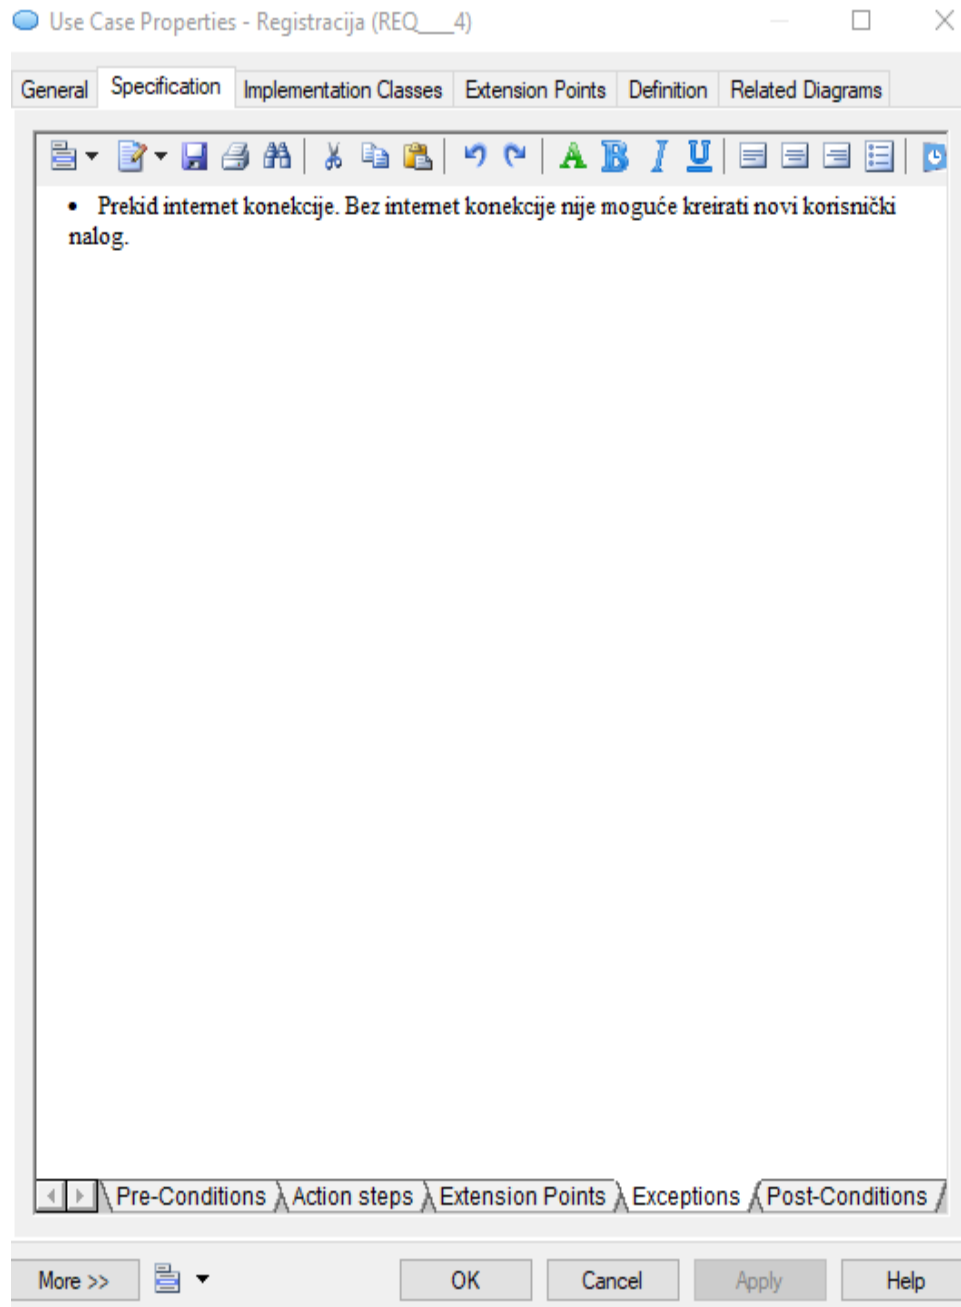 Use Case Properties - Registracija (REQ___4)
General Specification Implementation Classes Extension Points Definition Related Diagrams
A B I U
• Prekid internet konekcije. Bez internet konekcije nije moguće kreirati novi korisnički
nalog.
Pre-Conditions Action steps Extension Points Exceptions Post-Conditions
More >> OK Cancel Apply Help